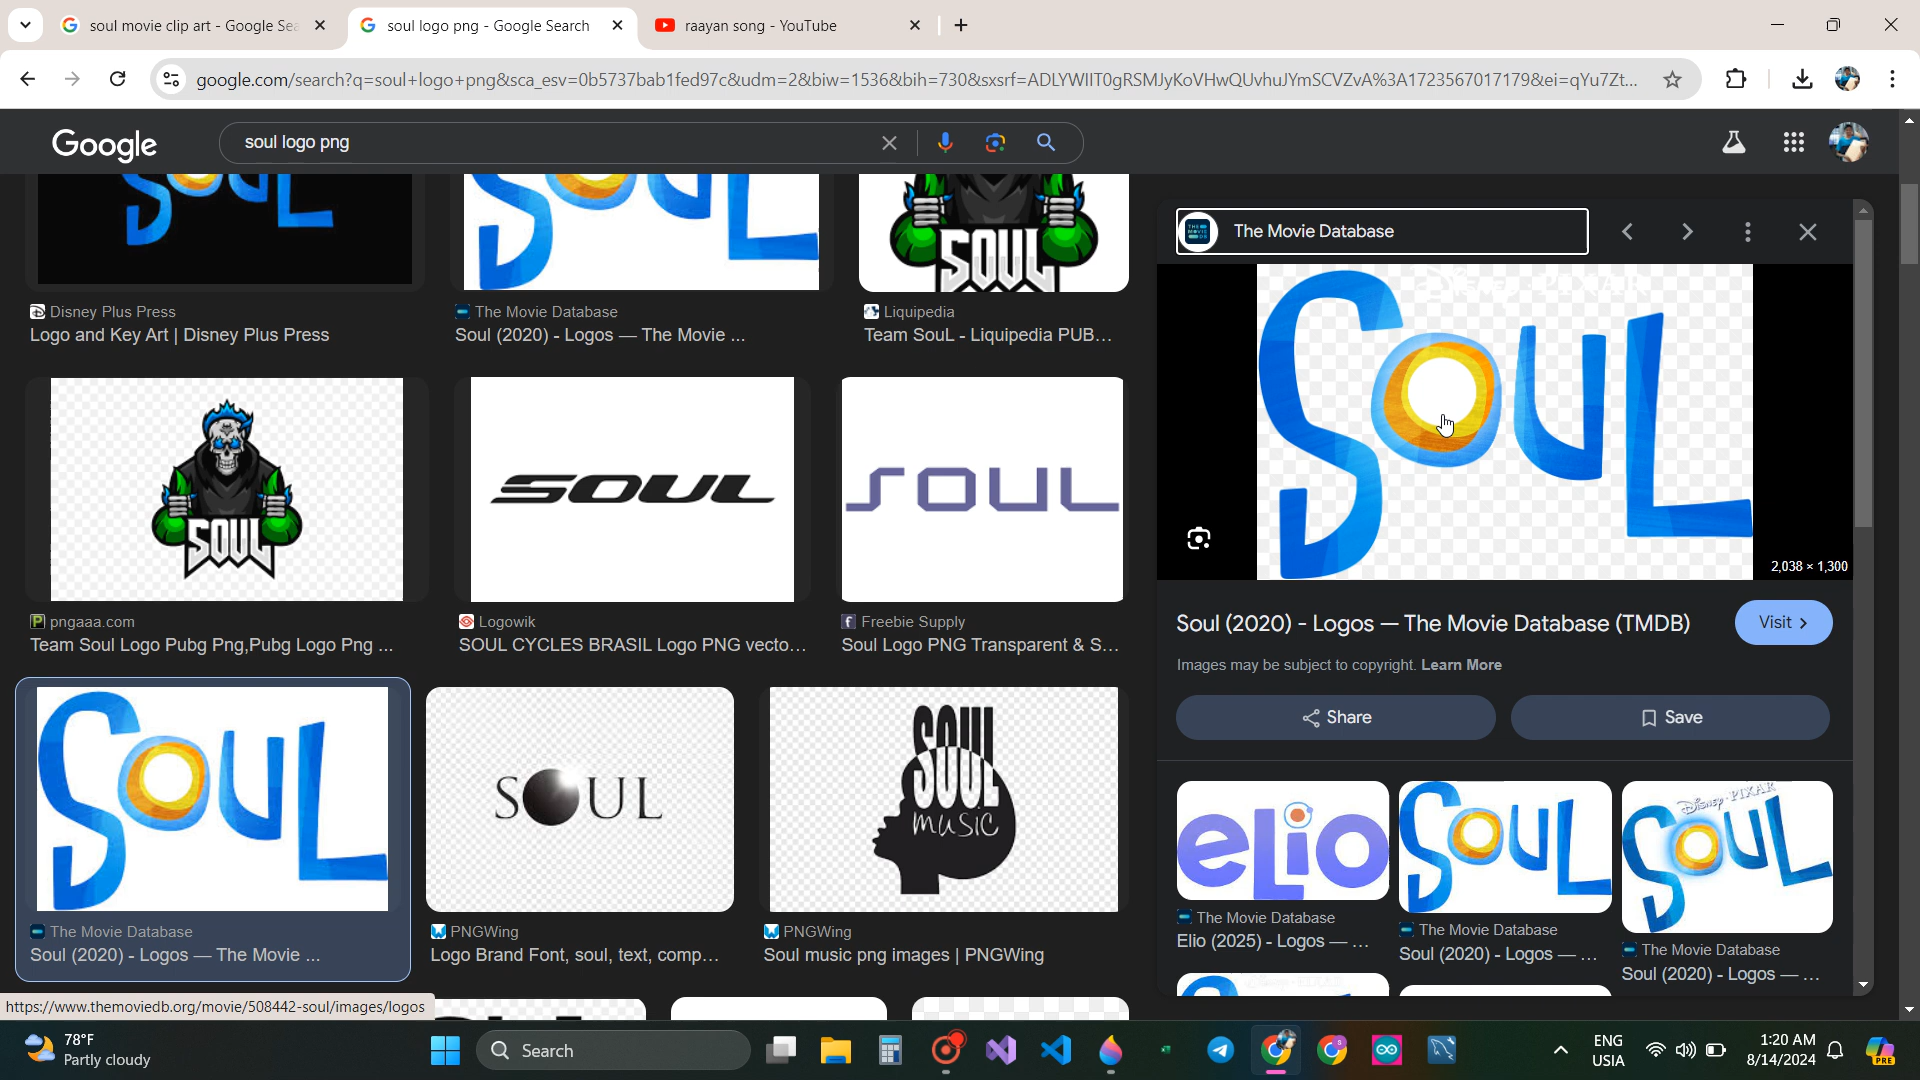 soul movie clip art - Google Sea
soul logo png - Google Search
raayan song - YouTube
google.com/search?q=soul+logo+png&sca_esv=0b5737bab1fed97c&udm=2&biw=1536&bih=730&sxsrf=ADLYWIIT0gRSMJyKoVHwQUvhuJYmSCVZvA%3A1723567017179&ei=qYu7Zt...
Google
soul logo png
SOUL
SOUL
SOUL
Disney Plus Press
Logo and Key Art | Disney Plus Press
The Movie Database
Soul (2020) - Logos — The Movie ...
Liquipedia
Team SouL - Liquipedia PUB...
SOUL
SOUL
SOUL
pngaaa.com
Team Soul Logo Pubg Png,Pubg Logo Png ...
Logowik
SOUL CYCLES BRASIL Logo PNG vecto...
Freebie Supply
Soul Logo PNG Transparent & S...
SOUL
SOUL
SOUL
music
The Movie Database
Soul (2020) - Logos — The Movie ...
PNGWing
Logo Brand Font, soul, text, comp...
PNGWing
Soul music png images | PNGWing
The Movie Database
DISNEY · PIXAR
SOUL
2,038 × 1,300
Soul (2020) - Logos — The Movie Database (TMDB)
Visit
Images may be subject to copyright. Learn More
Share
Save
elio
SOUL
DISNEY · PIXAR
SOUL
The Movie Database
Elio (2025) - Logos — ...
The Movie Database
Soul (2020) - Logos — ...
The Movie Database
Soul (2020) - Logos — ...
https://www.themoviedb.org/movie/508442-soul/images/logos
78°F
Partly cloudy
Search
ENG
USIA
1:20 AM
8/14/2024
PRE